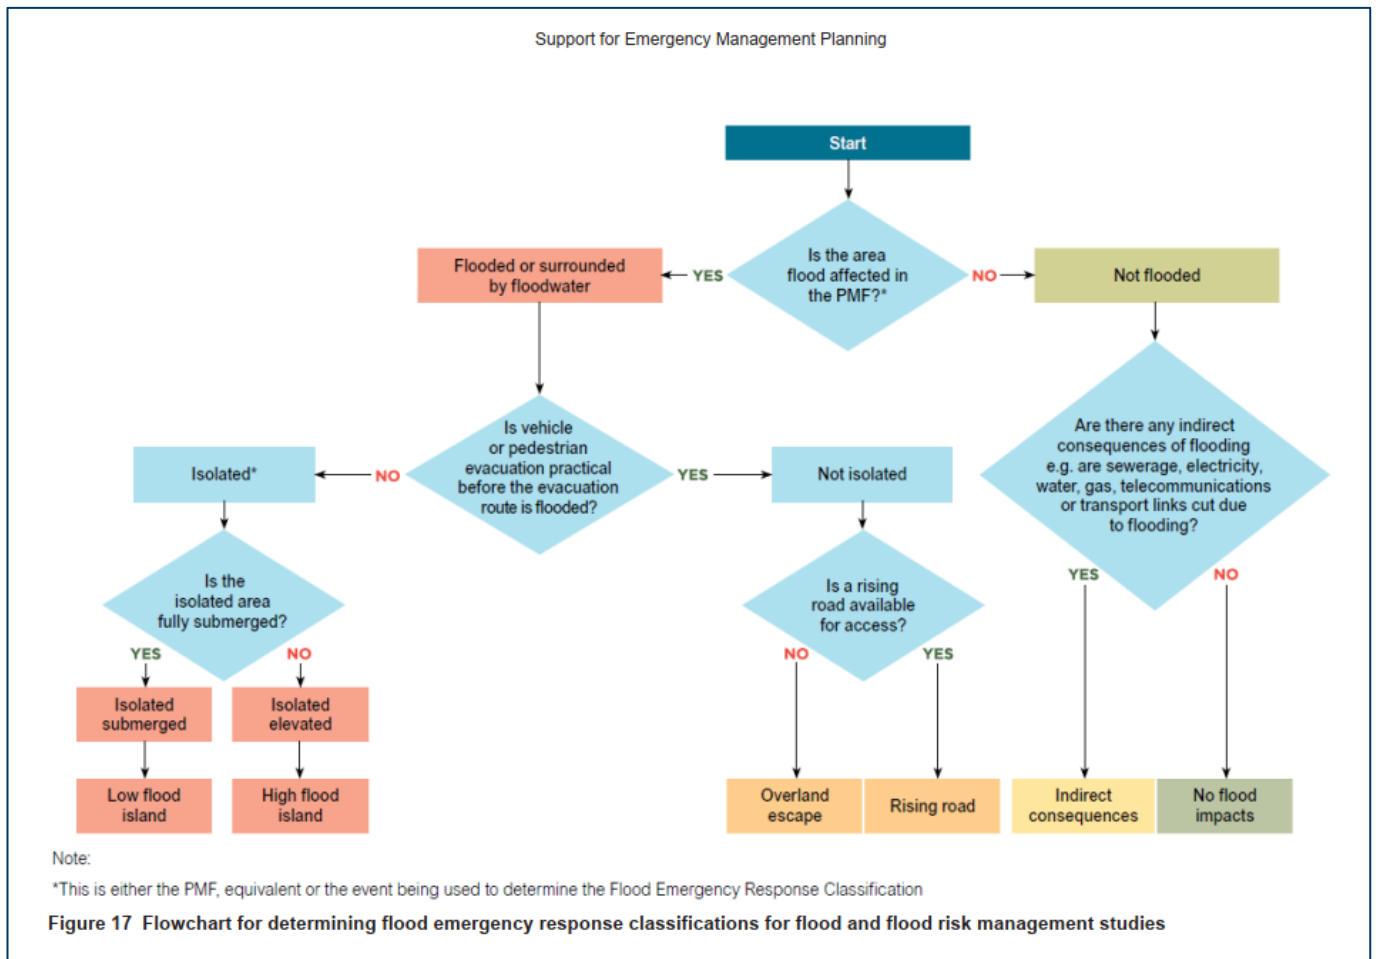 Support for Emergency Management Planning
Start
Is the area
flood affected in
the PMF?*
YES
NO
Flooded or surrounded
by floodwater
Not flooded
Is vehicle
or pedestrian
evacuation practical
before the evacuation
route is flooded?
NO
YES
Isolated*
Not isolated
Are there any indirect
consequences of flooding
e.g. are sewerage, electricity,
water, gas, telecommunications
or transport links cut due
to flooding?
YES
NO
Is the
isolated area
fully submerged?
YES
NO
Is a rising
road available
for access?
NO
YES
Isolated
submerged
Isolated
elevated
Low flood
island
High flood
island
Overland
escape
Rising road
Indirect
consequences
No flood
impacts
Note:
*This is either the PMF, equivalent or the event being used to determine the Flood Emergency Response Classification
Figure 17 Flowchart for determining flood emergency response classifications for flood and flood risk management studies